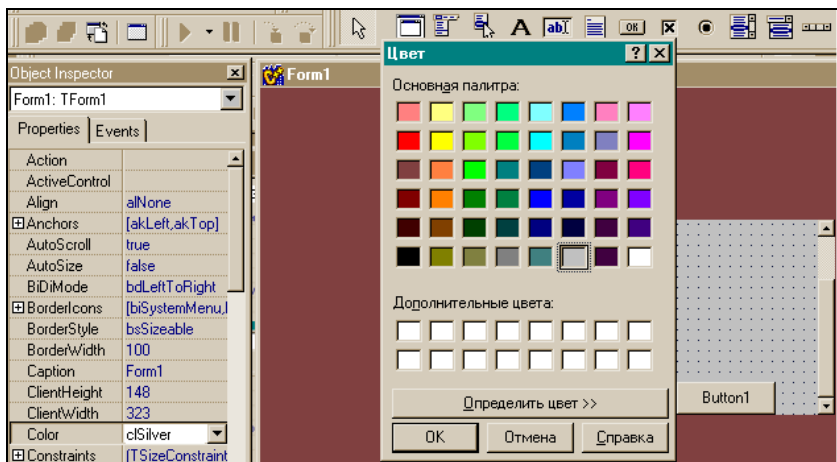 A
ab
OK
Object Inspector
Form1: TForm1
Properties Events
Action
ActiveControl
Align alNone
Anchors [akLeft,akTop]
AutoScroll true
AutoSize false
BiDiMode bdLeftToRight
BorderIcons [biSystemMenu,
BorderStyle bsSizeable
BorderWidth 100
Caption Form1
ClientHeight 148
ClientWidth 323
Color clSilver
Constraints (TSizeConstraint
Form1
Цвет
Основная палитра:
Дополнительные цвета:
Определить цвет >>
OK Отмена Справка
Button1